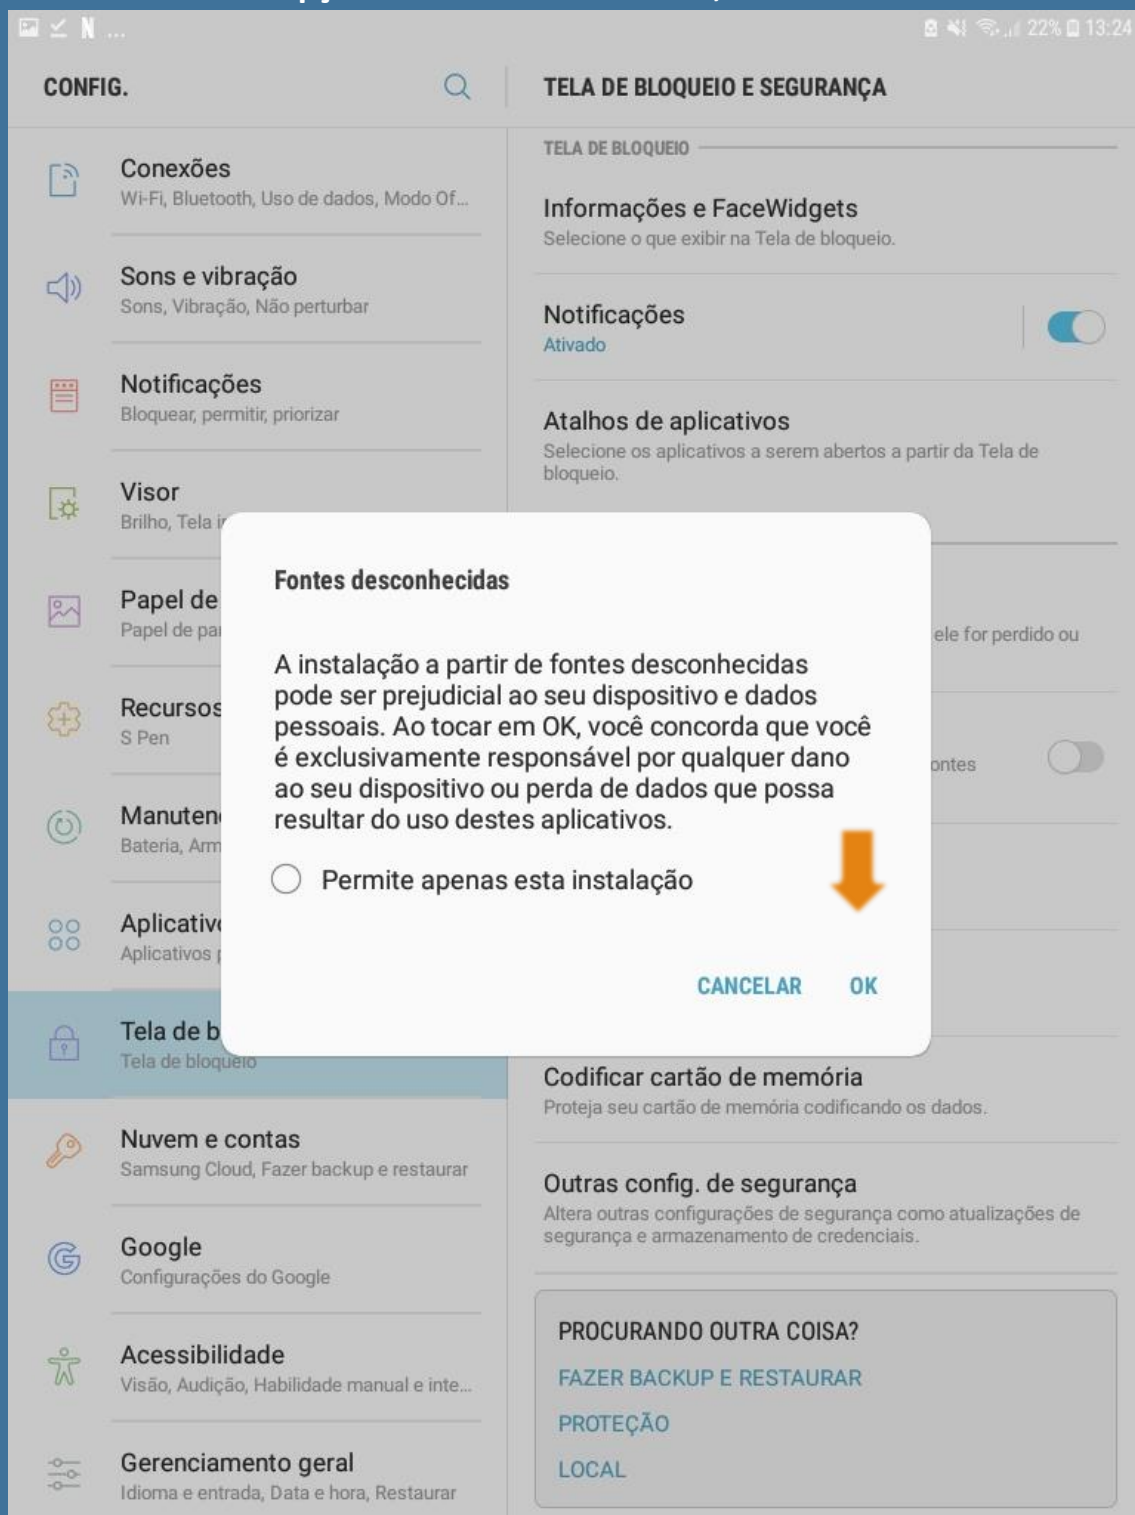 N ...
22% 13:24
CONFIG.
TELA DE BLOQUEIO E SEGURANÇA
Conexões
Wi-Fi, Bluetooth, Uso de dados, Modo Of...
Sons e vibração
Sons, Vibração, Não perturbar
Notificações
Bloquear, permitir, priorizar
Visor
Brilho, Tela
Papel de
Papel de
Recursos
S Pen
Bateria,
Aplicativos
Tela de
Tela de bloqueio
Nuvem e contas
Samsung Cloud, Fazer backup e restaurar
Google
Configurações do Google
Acessibilidade
Visão, Audição, Habilidade manual e inte...
Gerenciamento geral
Idioma e entrada, Data e hora, Restaurar
TELA DE BLOQUEIO
Informações e FaceWidgets
Selecione o que exibir na Tela de bloqueio.
Notificações
Ativado
Atalhos de aplicativos
Selecione os aplicativos a serem abertos a partir da Tela de
bloqueio.
ele for perdido ou
Fontes desconhecidas
A instalação a partir de fontes desconhecidas
pode ser prejudicial ao seu dispositivo e dados
pessoais. Ao tocar em OK, você concorda que você
é exclusivamente responsável por qualquer dano
ao seu dispositivo ou perda de dados que possa
resultar do uso destes aplicativos.
Permite apenas esta instalação
CANCELAR OK
Codificar cartão de memória
Proteja seu cartão de memória codificando os dados.
Outras config. de segurança
Altera outras configurações de segurança como atualizações de
segurança e armazenamento de credenciais.
PROCURANDO OUTRA COISA?
FAZER BACKUP E RESTAURAR
PROTEÇÃO
LOCAL